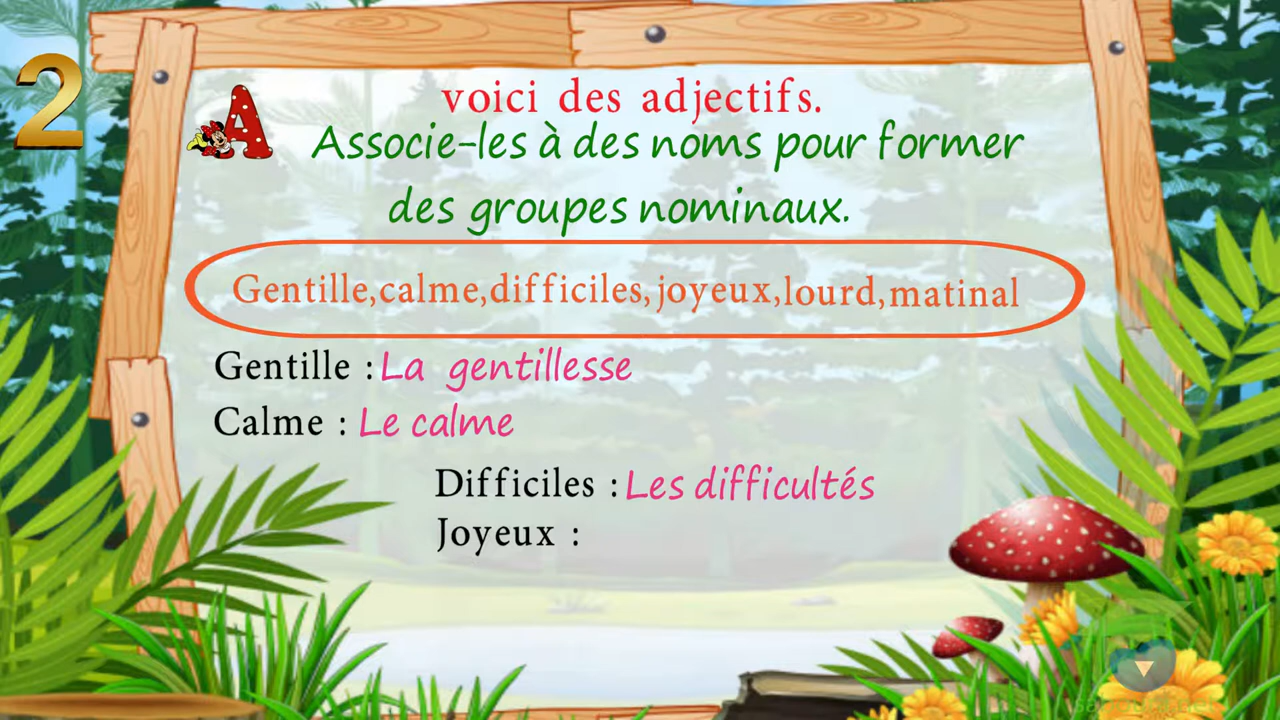 2
A
voici des adjectifs.
Associe-les à des noms pour former
des groupes nominaux.
Gentille,calme,difficiles,joyeux,lourd,matinal
Gentille : La gentillesse
Calme : Le calme
Difficiles : Les difficultés
Joyeux :